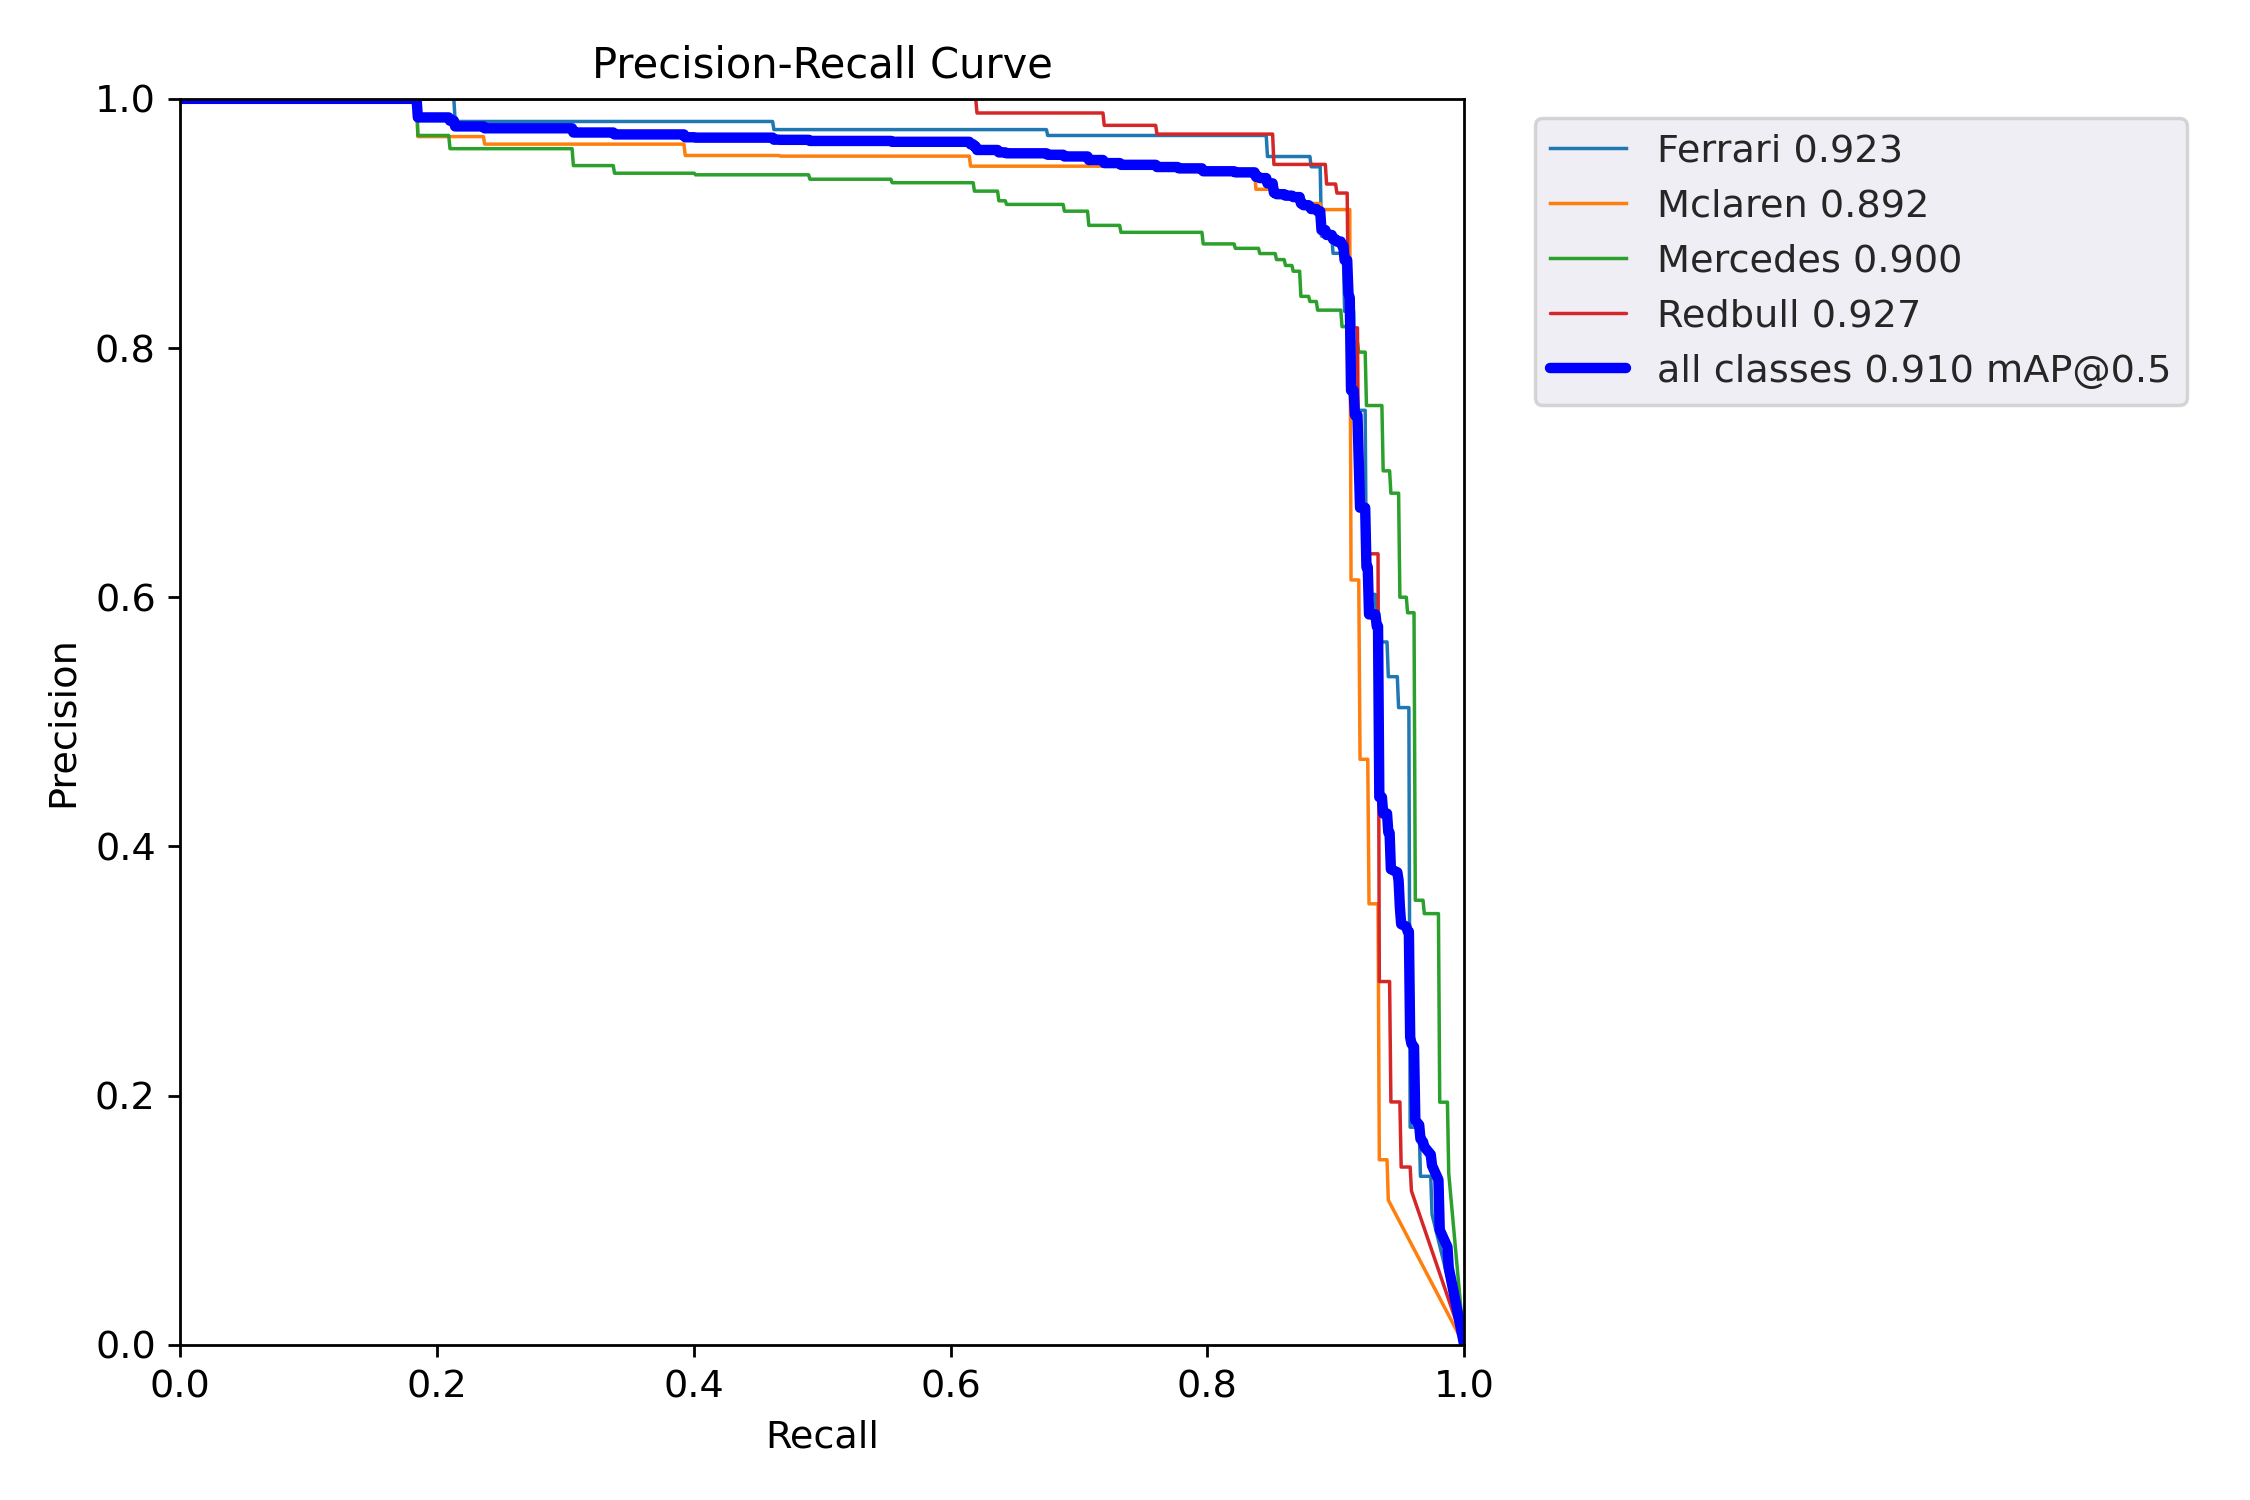 Precision-Recall Curve
1.0
0.8
0.6
0.4
0.2
0.0
Precision
0.0 0.2 0.4 0.6 0.8 1.0
Recall
Ferrari 0.923
Mclaren 0.892
Mercedes 0.900
Redbull 0.927
all classes 0.910 mAP@0.5